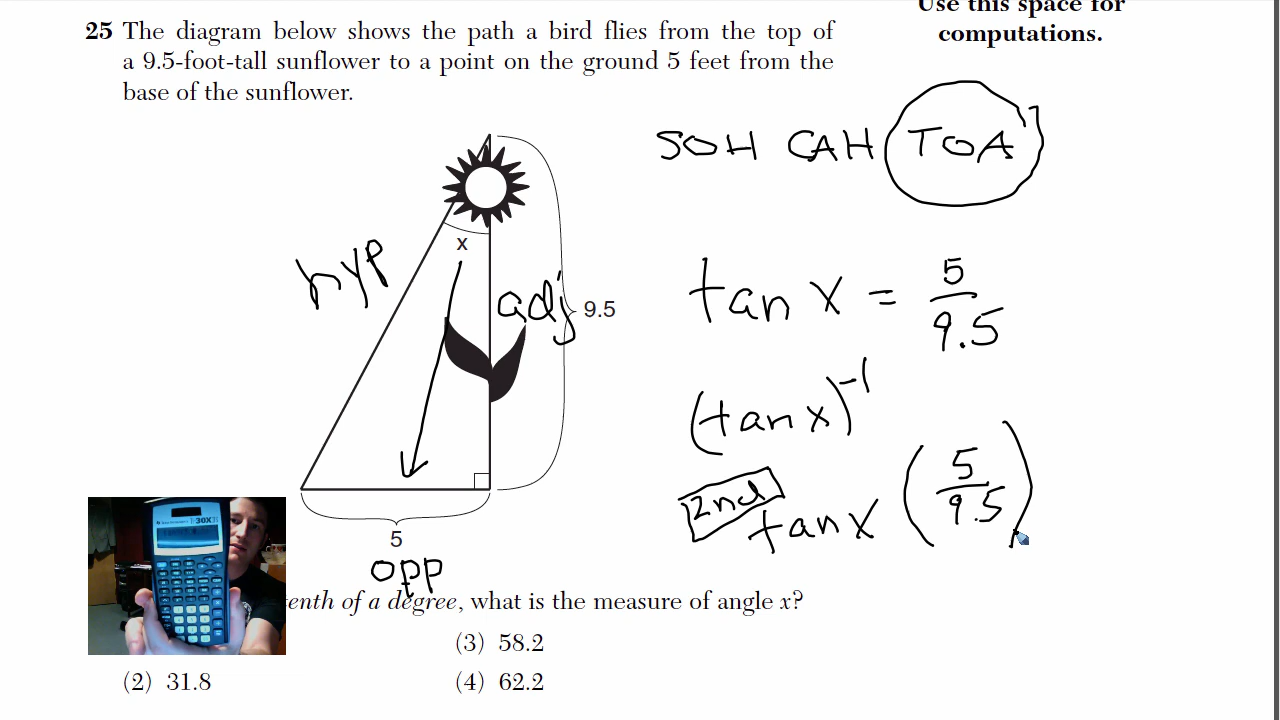 Use this space for
computations.
25 The diagram below shows the path a bird flies from the top of
a 9.5-foot-tall sunflower to a point on the ground 5 feet from the
base of the sunflower.
SOH CAH TOA
x
hyp
adj
9.5
tan x = 5/9.5
(tan x)⁻¹
2nd tan x (5/9.5)
5
opp
30X
enth of a degree, what is the measure of angle x?
(3) 58.2
(2) 31.8
(4) 62.2